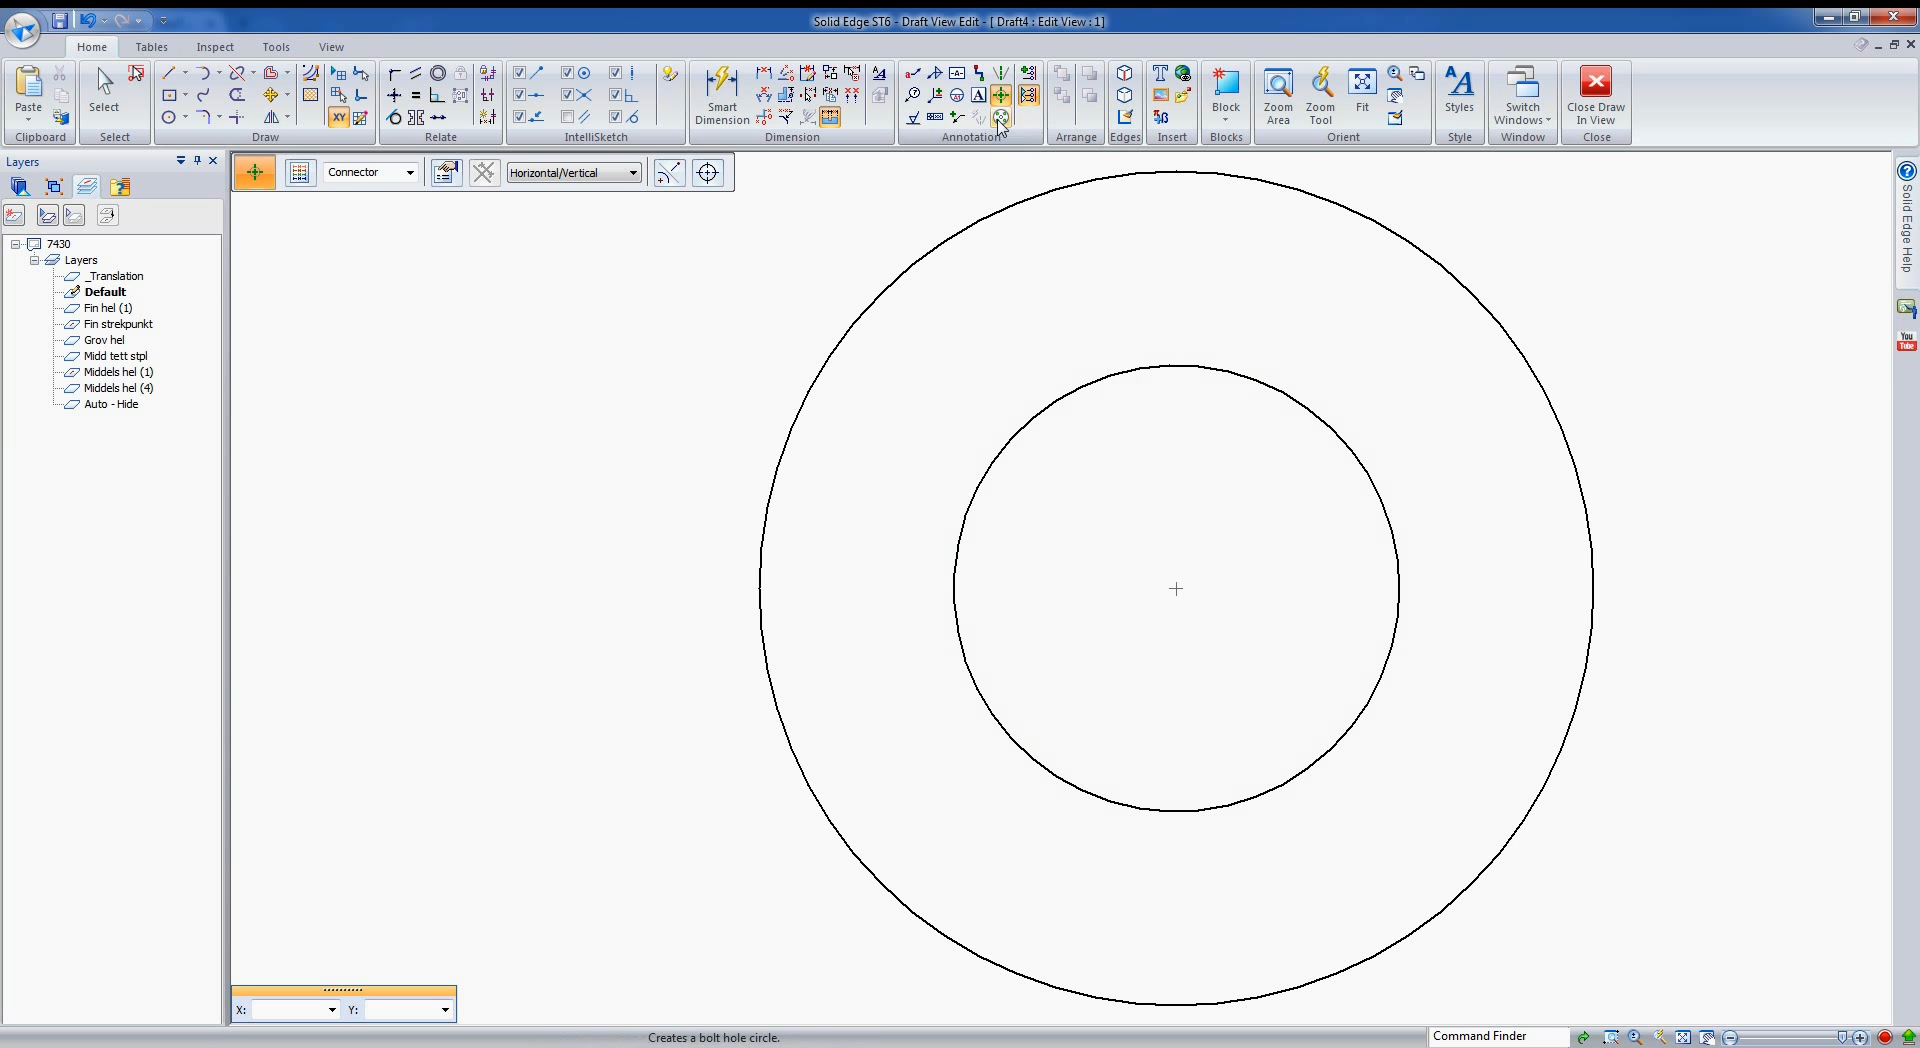 Solid Edge ST6 - Draft View Edit - [ Draft4 : Edit View : 1]
Home
Tables
Inspect
Tools
View
Paste
Clipboard
Select
Select
Draw
XY
Relate
IntelliSketch
Smart
Dimension
Dimension
A
A
Annotation
Arrange
Edges
Insert
Block
Blocks
Zoom
Area
Zoom
Tool
Fit
Orient
Styles
Style
Switch
Windows
Window
Close Draw
In View
Close
Layers
Connector
Horizontal/Vertical
7430
Layers
_Translation
Default
Fin hel (1)
Fin strekpunkt
Grov hel
Midd tett stpl
Middels hel (1)
Middels hel (4)
Auto - Hide
Solid Edge Help
You
Tube
X:
Y:
Creates a bolt hole circle.
Command Finder